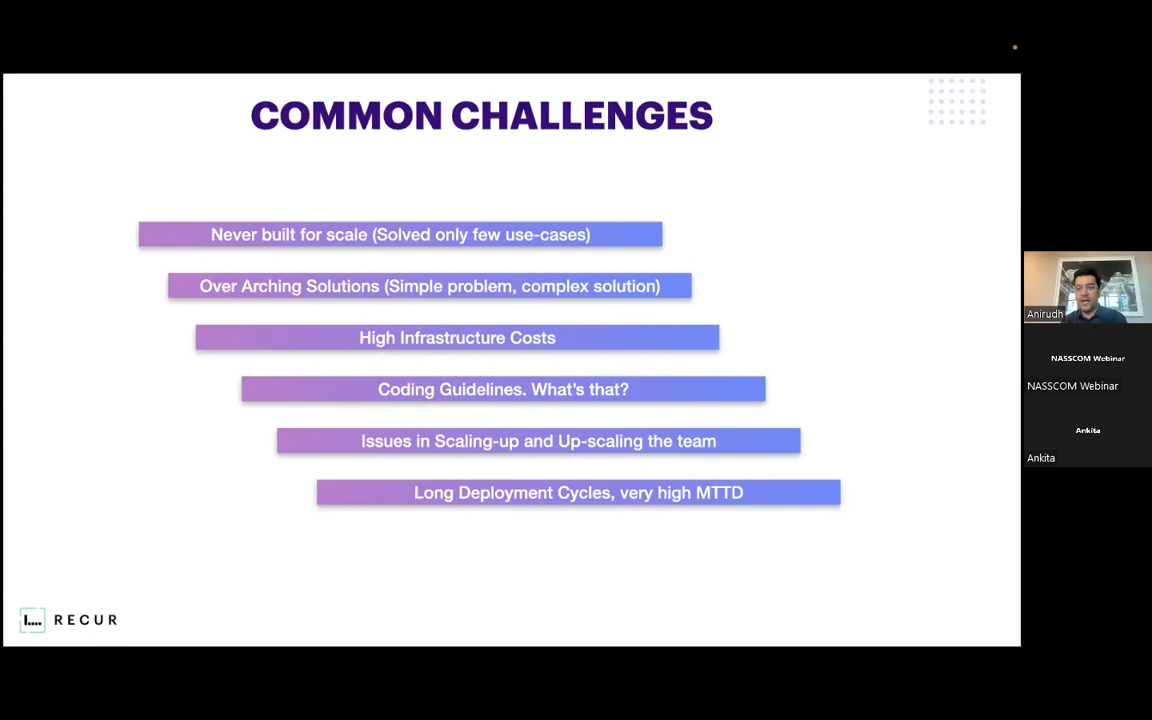 COMMON CHALLENGES
Never built for scale (Solved only few use-cases)
Over Arching Solutions (Simple problem, complex solution)
High Infrastructure Costs
Coding Guidelines. What's that?
Issues in Scaling-up and Up-scaling the team
Long Deployment Cycles, very high MTTD
I....
RECUR
Anirudh
NASSCOM Webinar
NASSCOM Webinar
Ankita
Ankita